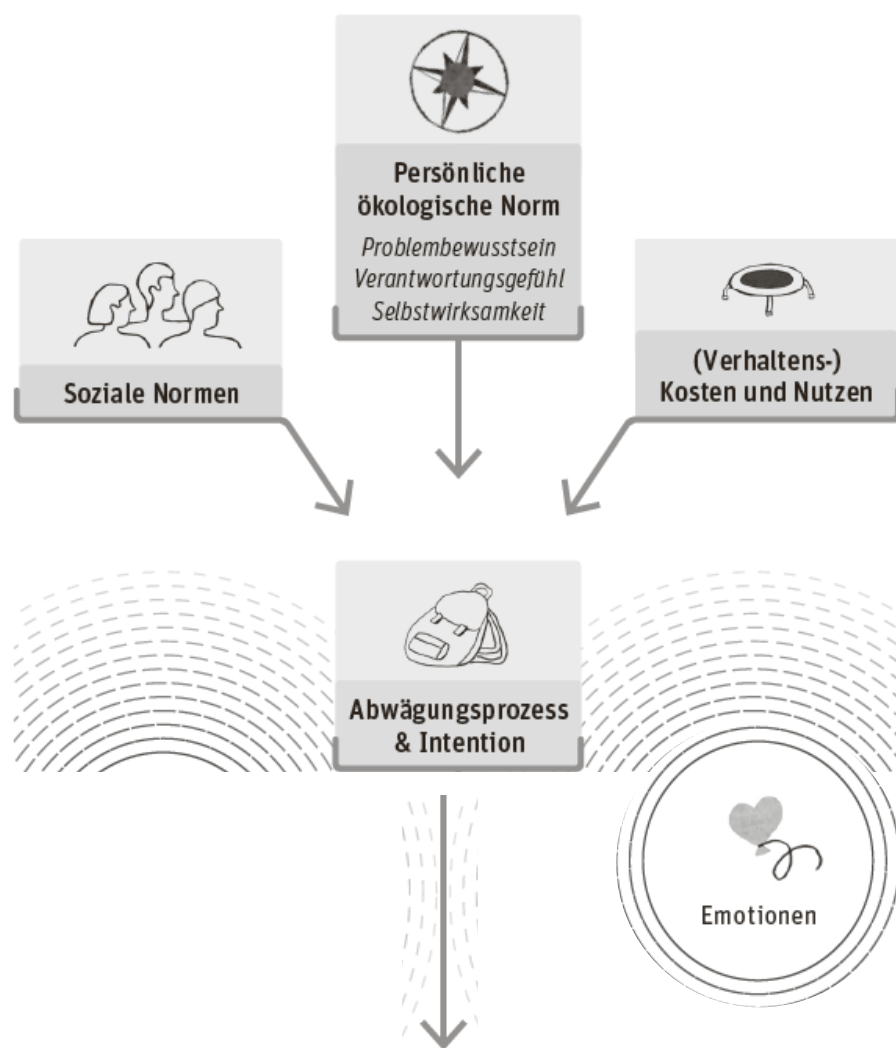 Persönliche
ökologische Norm
Problembewusstsein
Verantwortungsgefühl
Selbstwirksamkeit
Soziale Normen
(Verhaltens-)
Kosten und Nutzen
Abwägungsprozess
& Intention
Emotionen